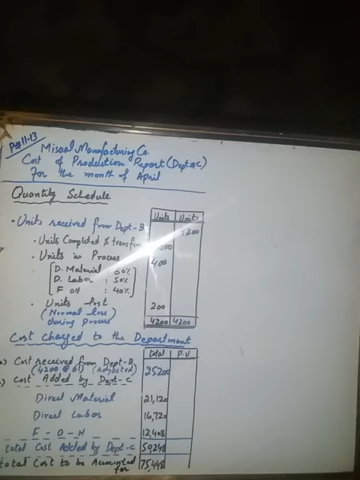 P#11-13
Misaal Manufacturing Co.
Cost of Production Report (Dept-C)
For the month of April
Quantity Schedule
Units Units
• Units received from Dept-B 4200
• Units Completed & transfer
• Units in Process 400
D. Material : 60%
D. Labor : 50%
F OH : 40%
• Units lost 200
(Normal loss)
during process 4200 4200
Cost Charged to the Department
total P.U
Cost received from Dept-B 25200
(4200 @ 6) (Adjusted)
Cost Added by Dept-C
Direct Material 21,120
Direct Labor 16,720
F-O-H 12,408
total Cost Added by Dept-C
total Cost to be Accounted for 75448